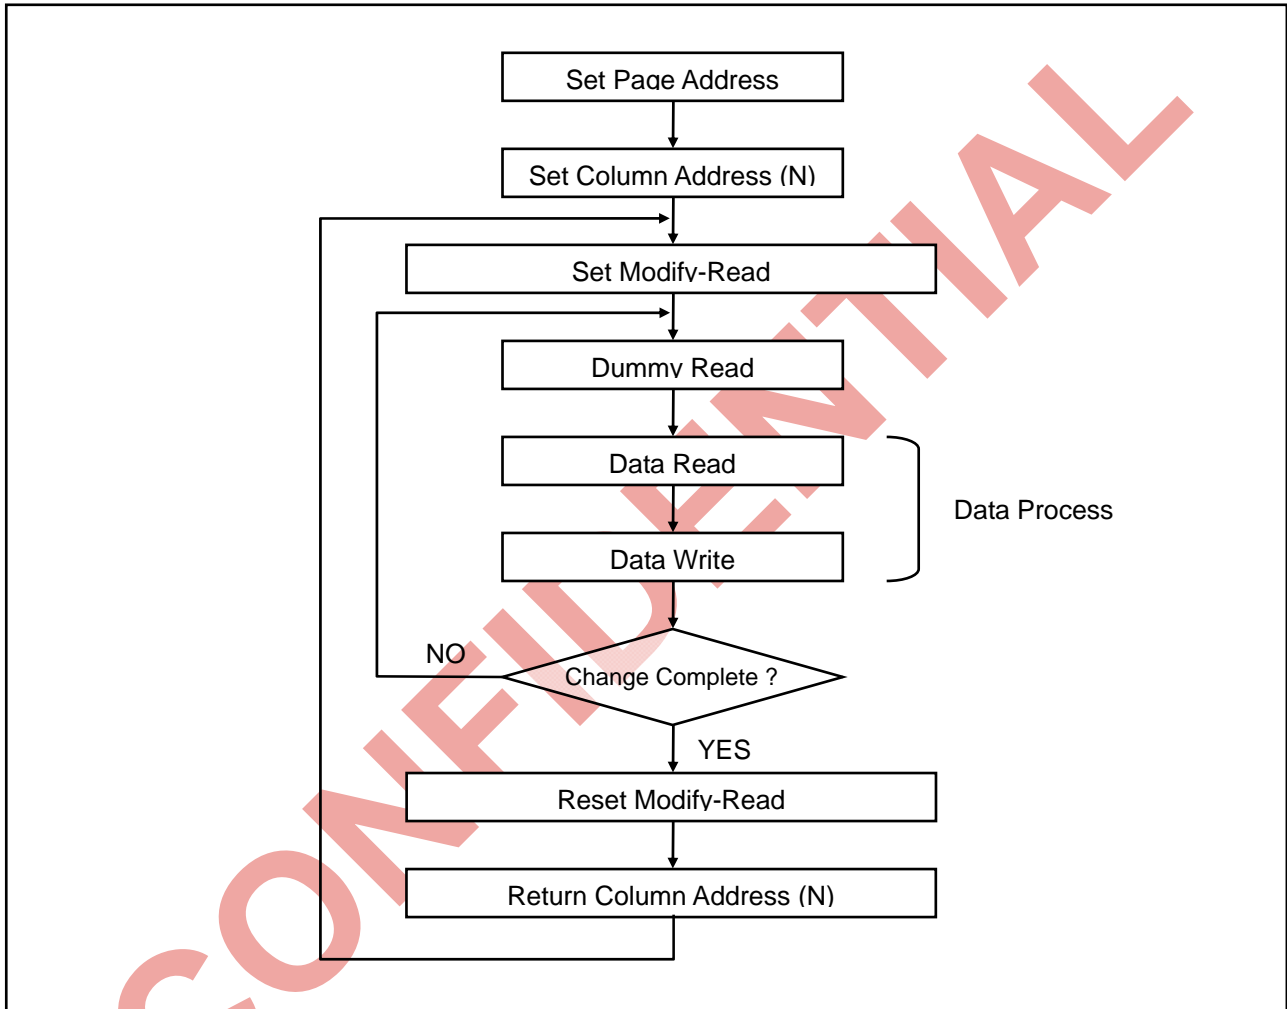 Set Page Address
Set Column Address (N)
Set Modify-Read
Dummy Read
Data Read
Data Process
Data Write
NO
Change Complete ?
YES
Reset Modify-Read
Return Column Address (N)
CONFIDENTIAL